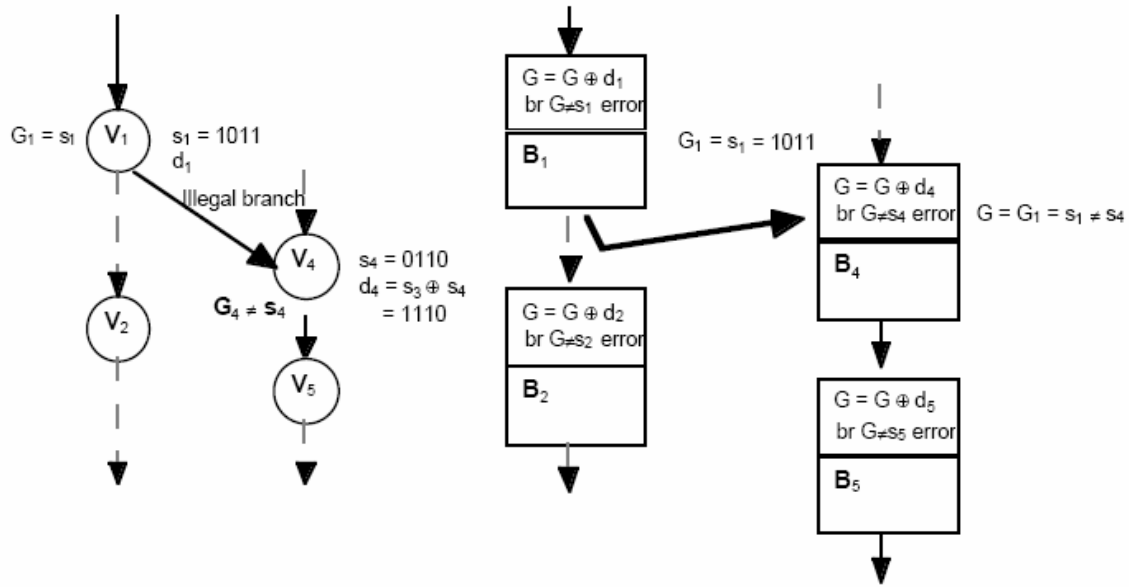 G₁ = s₁
V₁
s₁ = 1011
d₁
Illegal branch
V₄
s₄ = 0110
d₄ = s₃ ⊕ s₄
= 1110
G₄ ≠ s₄
V₂
V₅
G = G ⊕ d₁
br G≠s₁ error
B₁
G₁ = s₁ = 1011
G = G ⊕ d₂
br G≠s₂ error
B₂
G = G ⊕ d₄
br G≠s₄ error
G = G₁ = s₁ ≠ s₄
B₄
G = G ⊕ d₅
br G≠s₅ error
B₅